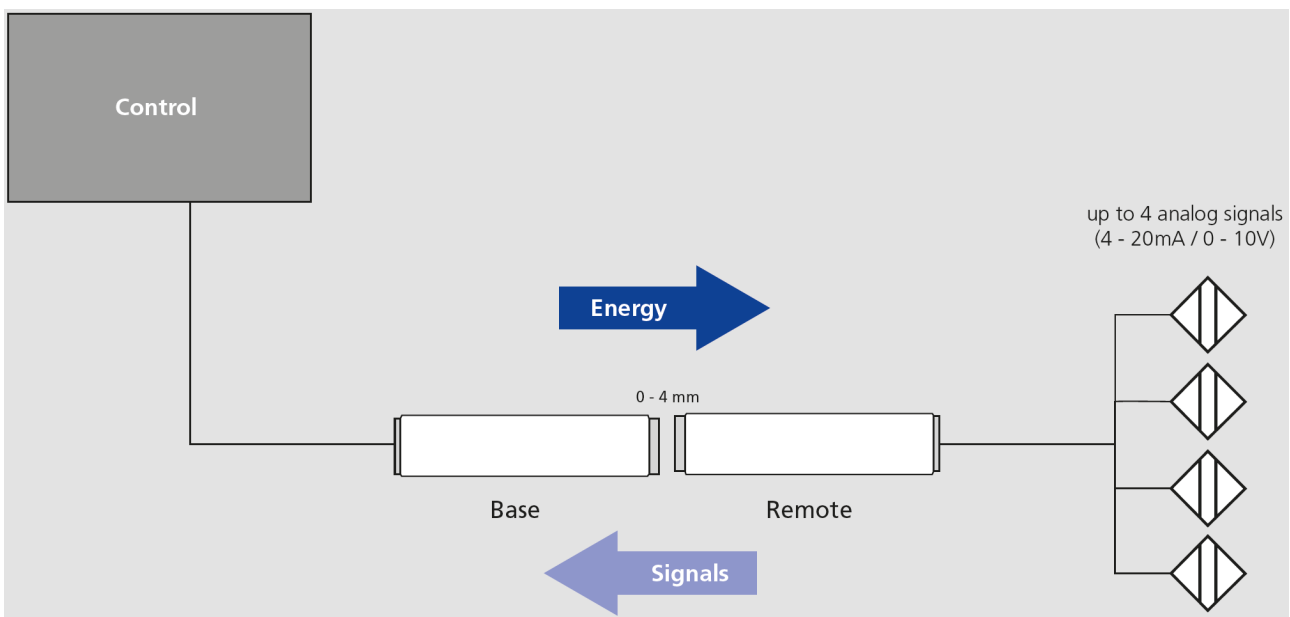 Control
up to 4 analog signals
(4 - 20mA / 0 - 10V)
Energy
0 - 4 mm
Base
Remote
Signals